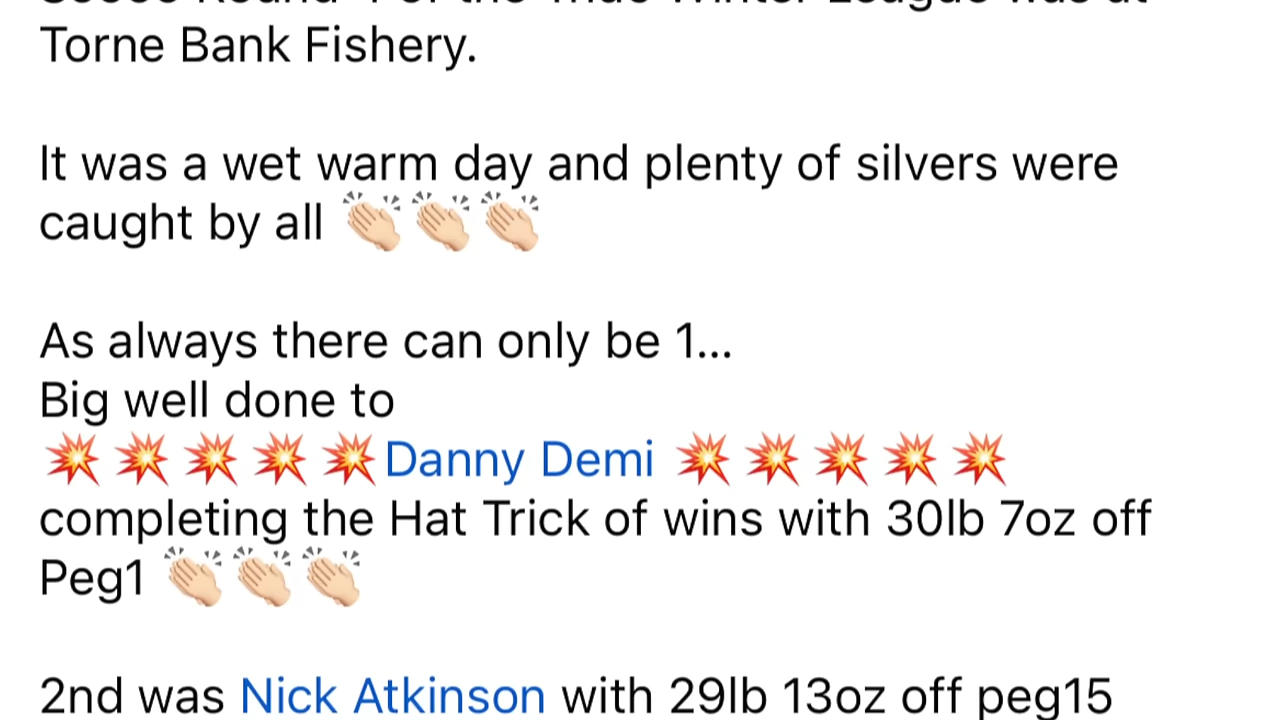 Torne Bank Fishery.
It was a wet warm day and plenty of silvers were
caught by all 👏🏻👏🏻👏🏻
As always there can only be 1...
Big well done to
💥💥💥💥💥Danny Demi 💥💥💥💥💥
completing the Hat Trick of wins with 30lb 7oz off
Peg1 👏🏻👏🏻👏🏻
2nd was Nick Atkinson with 29lb 13oz off peg15